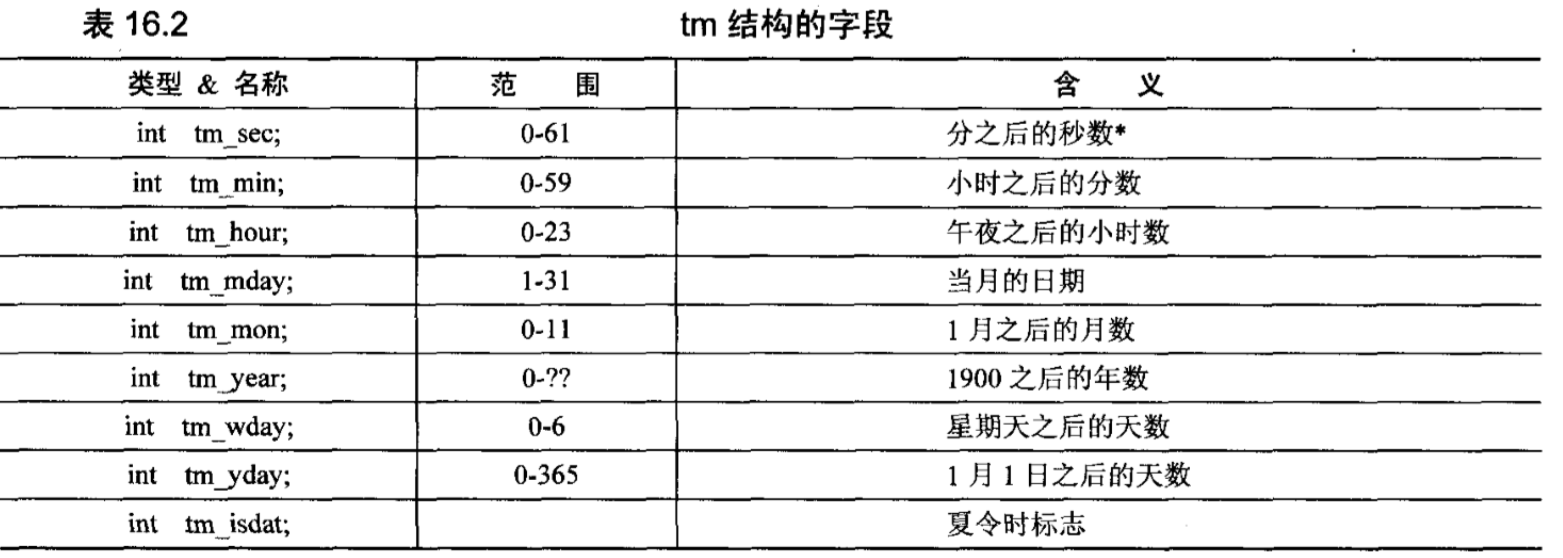 表 16.2 tm 结构的字段
类型 & 名称 范 围 含 义
int tm_sec; 0-61 分之后的秒数*
int tm_min; 0-59 小时之后的分数
int tm_hour; 0-23 午夜之后的小时数
int tm_mday; 1-31 当月的日期
int tm_mon; 0-11 1 月之后的月数
int tm_year; 0-?? 1900 之后的年数
int tm_wday; 0-6 星期天之后的天数
int tm_yday; 0-365 1 月 1 日之后的天数
int tm_isdat; 夏令时标志